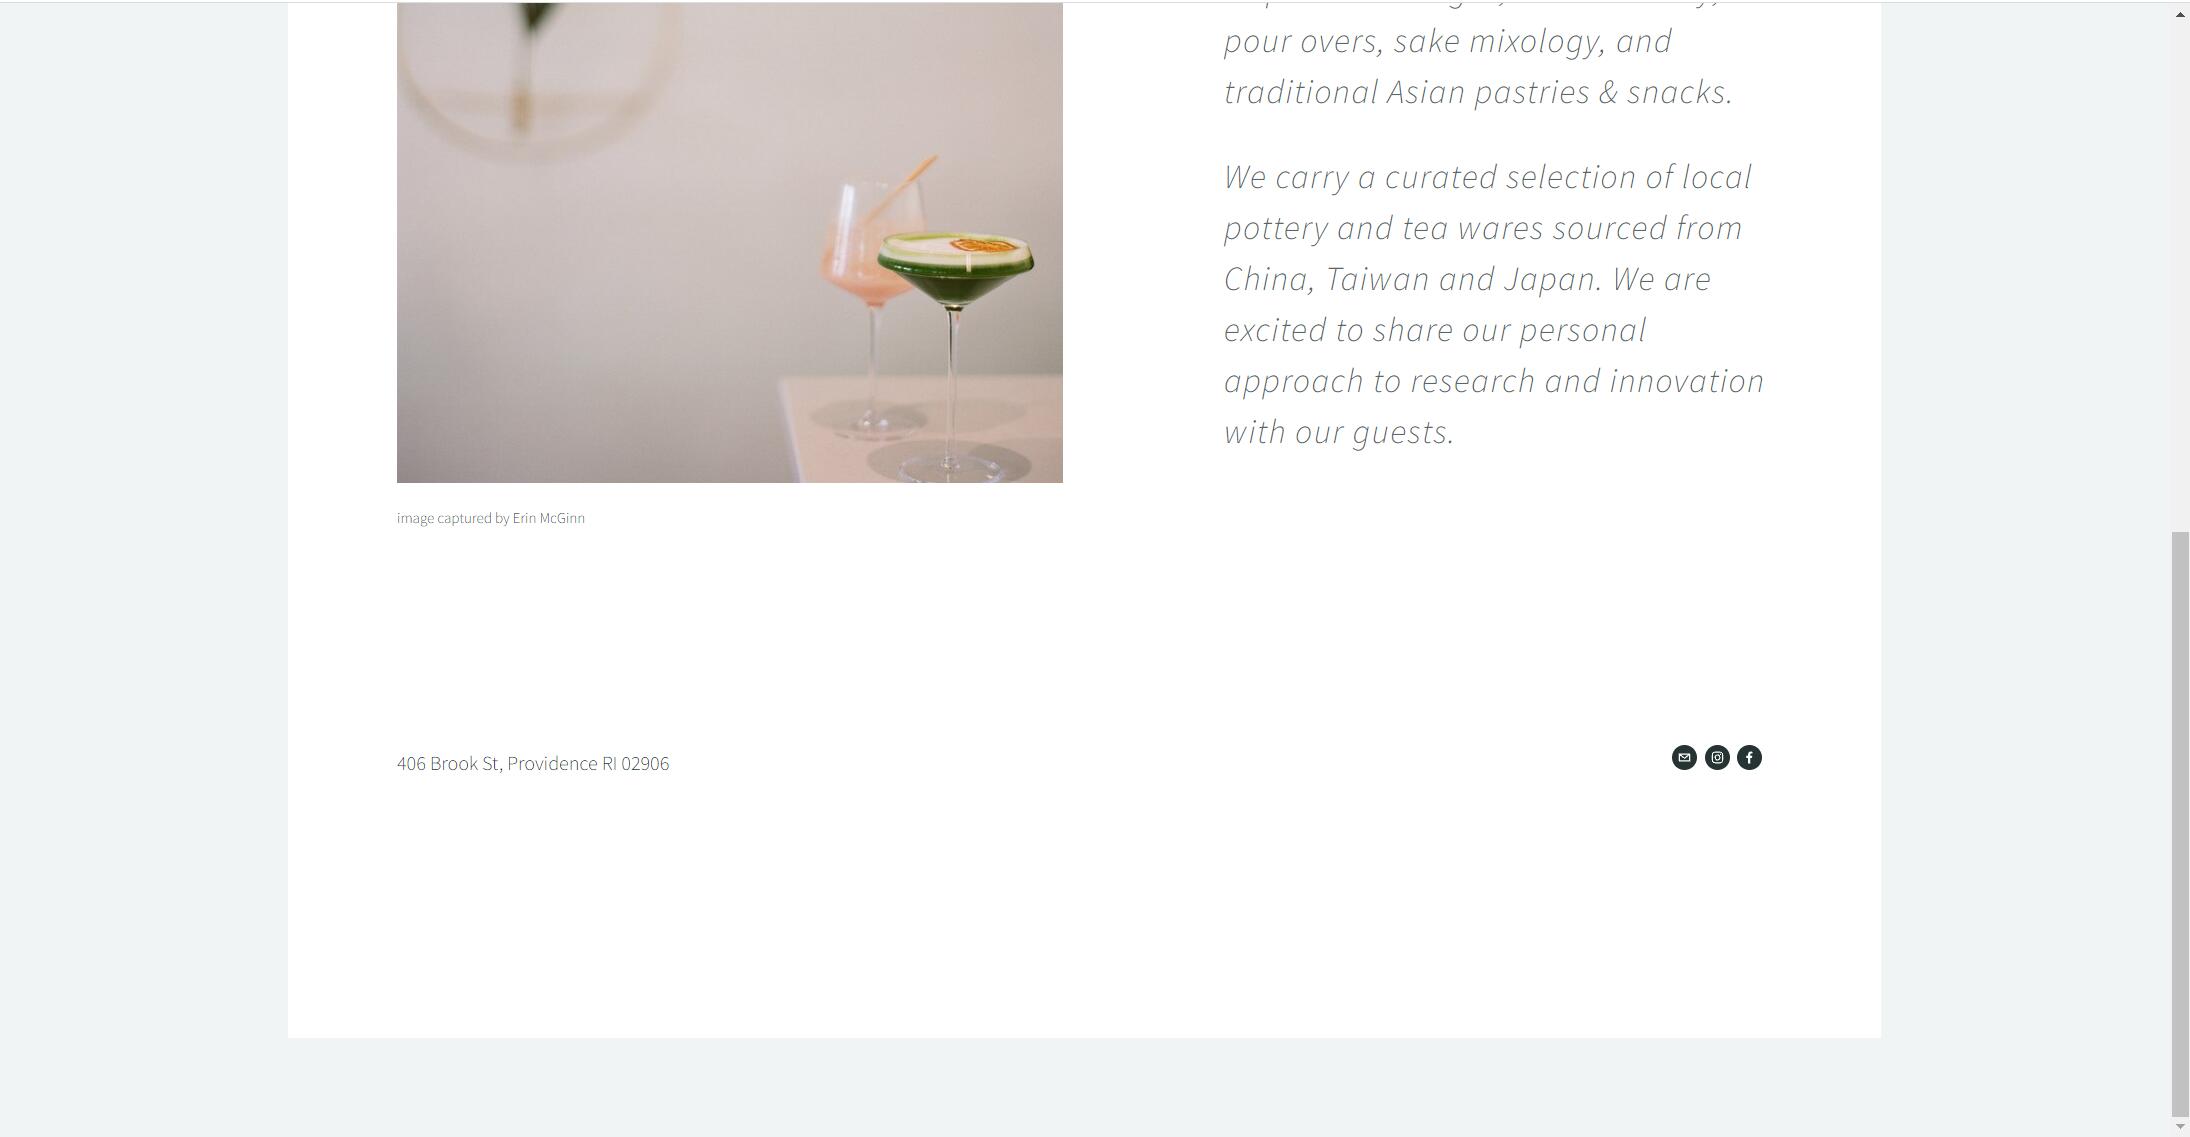 pour overs, sake mixology, and
traditional Asian pastries & snacks.
We carry a curated selection of local
pottery and tea wares sourced from
China, Taiwan and Japan. We are
excited to share our personal
approach to research and innovation
with our guests.
image captured by Erin McGinn
406 Brook St, Providence RI 02906